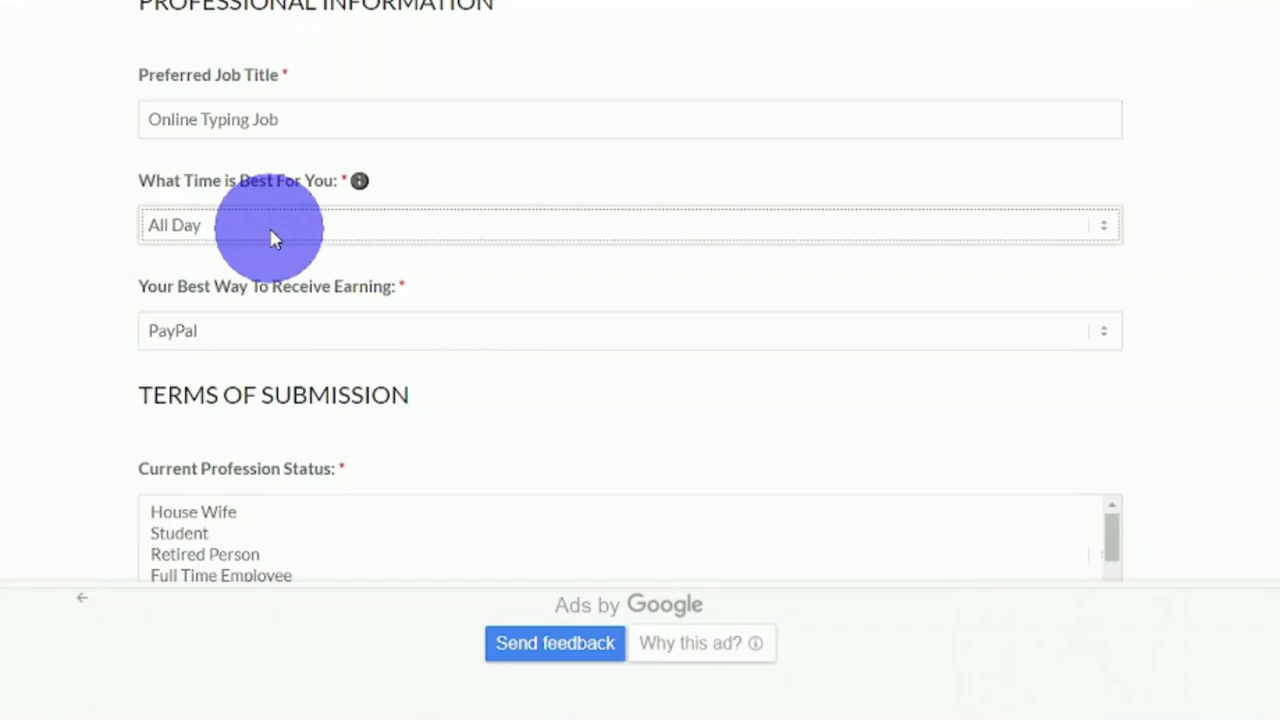 PROFESSIONAL INFORMATION
Preferred Job Title *
Online Typing Job
What Time is Best For You: *
All Day
Your Best Way To Receive Earning: *
PayPal
TERMS OF SUBMISSION
Current Profession Status: *
House Wife
Student
Retired Person
Full Time Employee
Ads by Google
Send feedback
Why this ad?